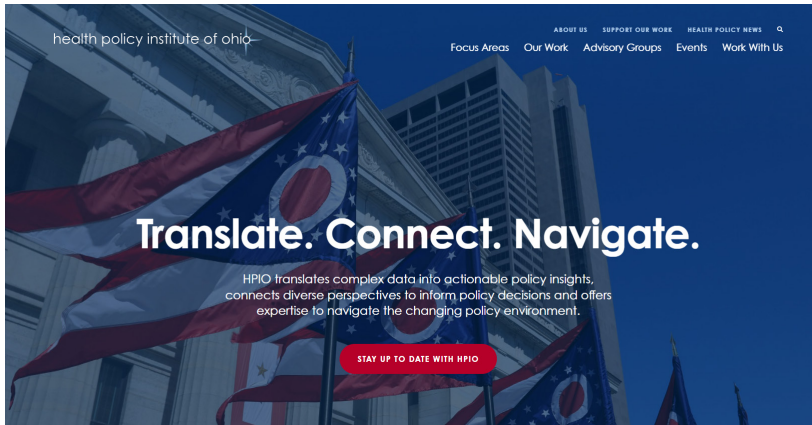 ABOUT US SUPPORT OUR WORK HEALTH POLICY NEWS
health policy institute of ohio
Focus Areas Our Work Advisory Groups Events Work With Us
Translate. Connect. Navigate.
HPIO translates complex data into actionable policy insights,
connects diverse perspectives to inform policy decisions and offers
expertise to navigate the changing policy environment.
STAY UP TO DATE WITH HPIO